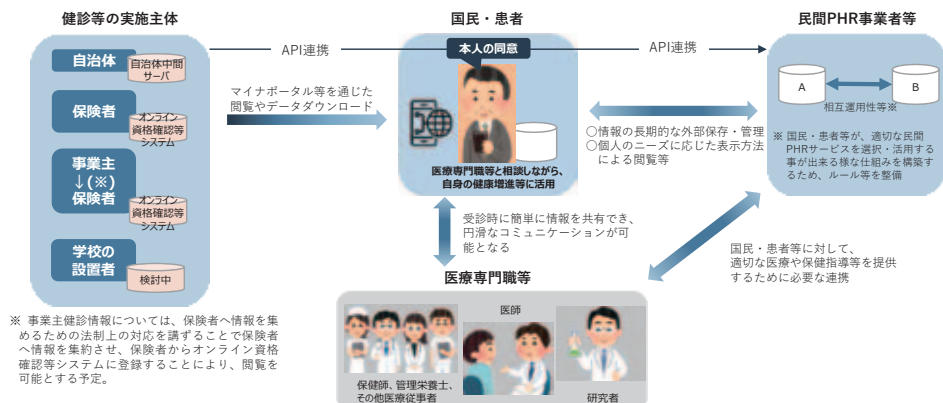 健診等の実施主体
自治体
自治体中間
サーバ
保険者
オンライン
資格確認等
システム
事業主
↓(※)
保険者
オンライン
資格確認等
システム
学校の
設置者
検討中
※ 事業主健診情報については、保険者へ情報を集
めるための法制上の対応を講ずることで保険者
へ情報を集約させ、保険者からオンライン資格
確認等システムに登録することにより、閲覧を
可能とする予定。
API連携
マイナポータル等を通じた
閲覧やデータダウンロード
国民・患者
本人の同意
医療専門職等と相談しながら、
自身の健康増進等に活用
API連携
○情報の長期的な外部保存・管理
○個人のニーズに応じた表示方法
による閲覧等
民間PHR事業者等
A
B
相互運用性等※
※ 国民・患者等が、適切な民間
PHRサービスを選択・活用する
事が出来る様な仕組みを構築す
るため、ルール等を整備
受診時に簡単に情報を共有でき、
円滑なコミュニケーションが可
能となる
国民・患者等に対して、
適切な医療や保健指導等を提供
するために必要な連携
医療専門職等
医師
保健師、管理栄養士、
その他医療従事者
研究者